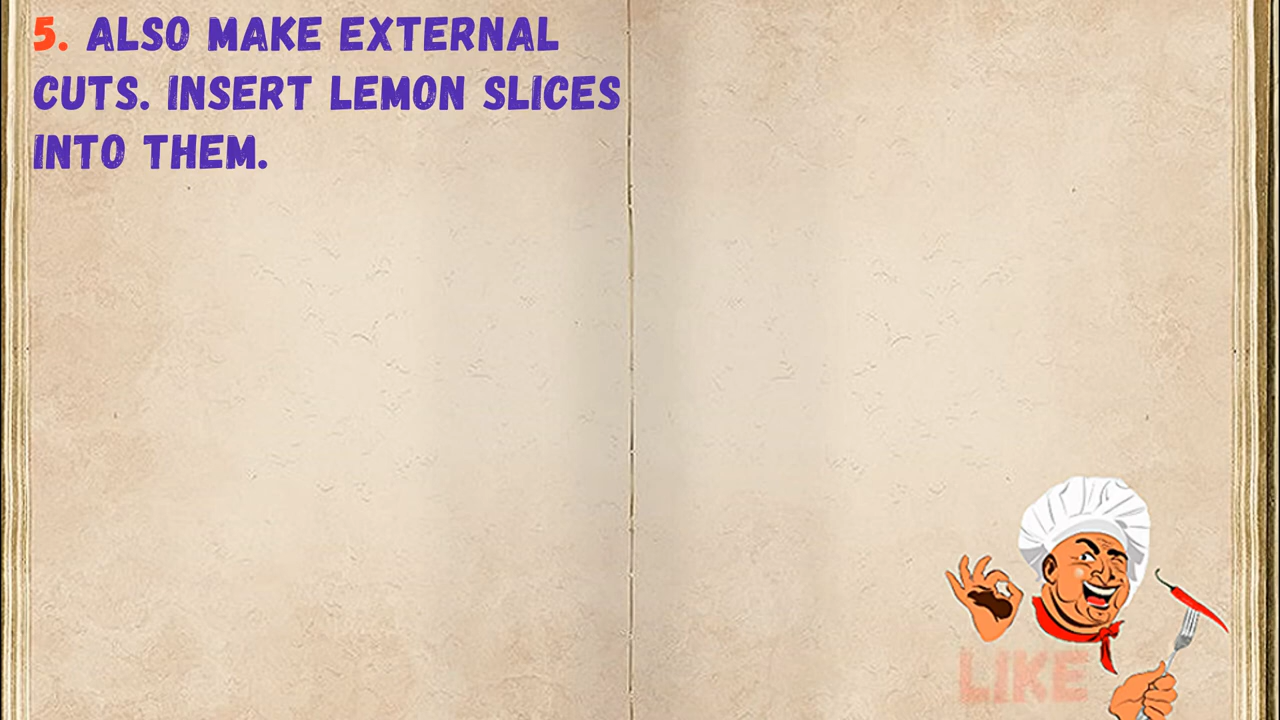 5. ALSO MAKE EXTERNAL
CUTS. INSERT LEMON SLICES
INTO THEM.
LIKE